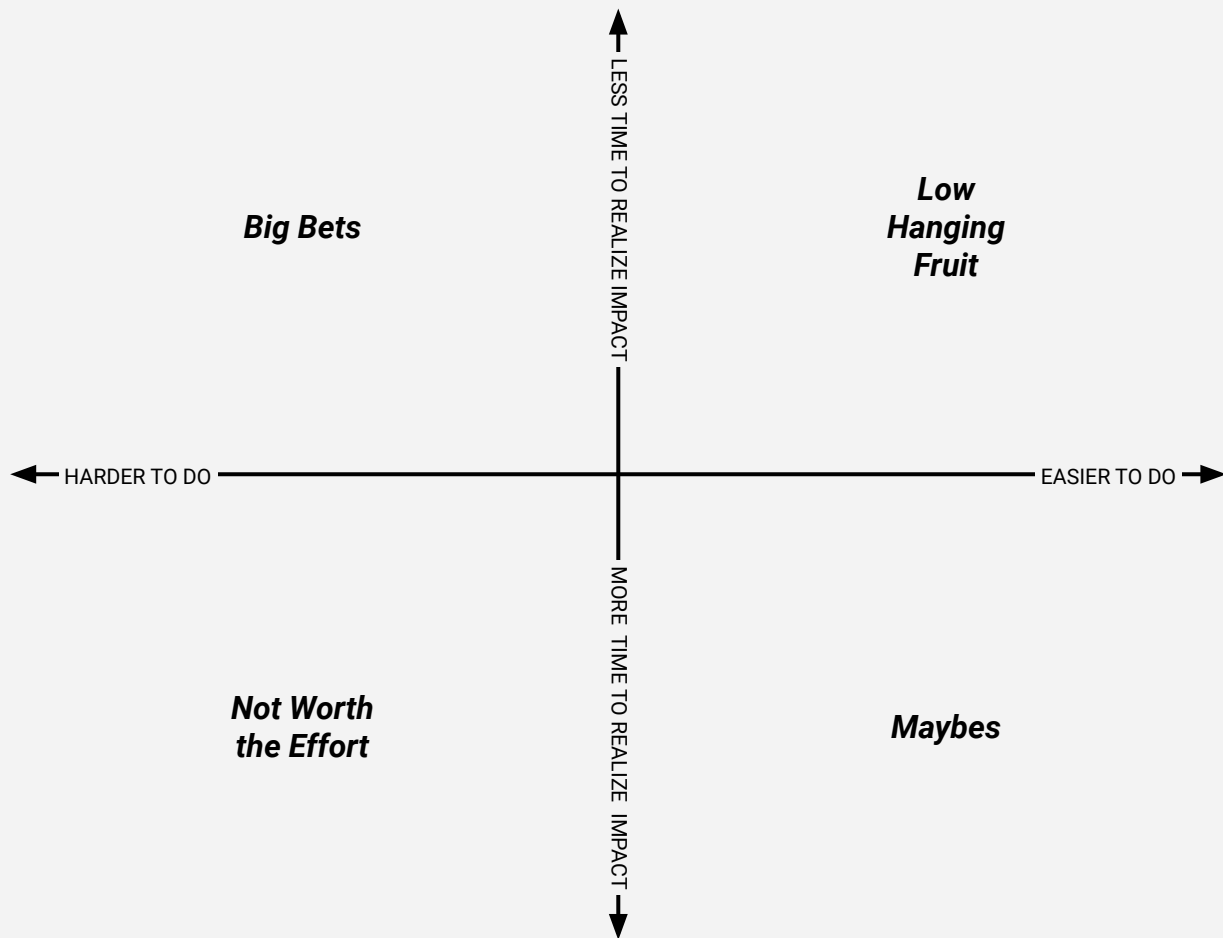 LESS TIME TO REALIZE IMPACT
Big Bets
Low
Hanging
Fruit
HARDER TO DO
EASIER TO DO
MORE TIME TO REALIZE IMPACT
Not Worth
the Effort
Maybes